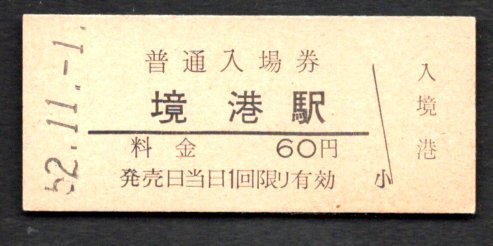 52.11.-1.
普通入場券
境港駅
料金 60円
発売日当日1回限り有効
小
入
境
港